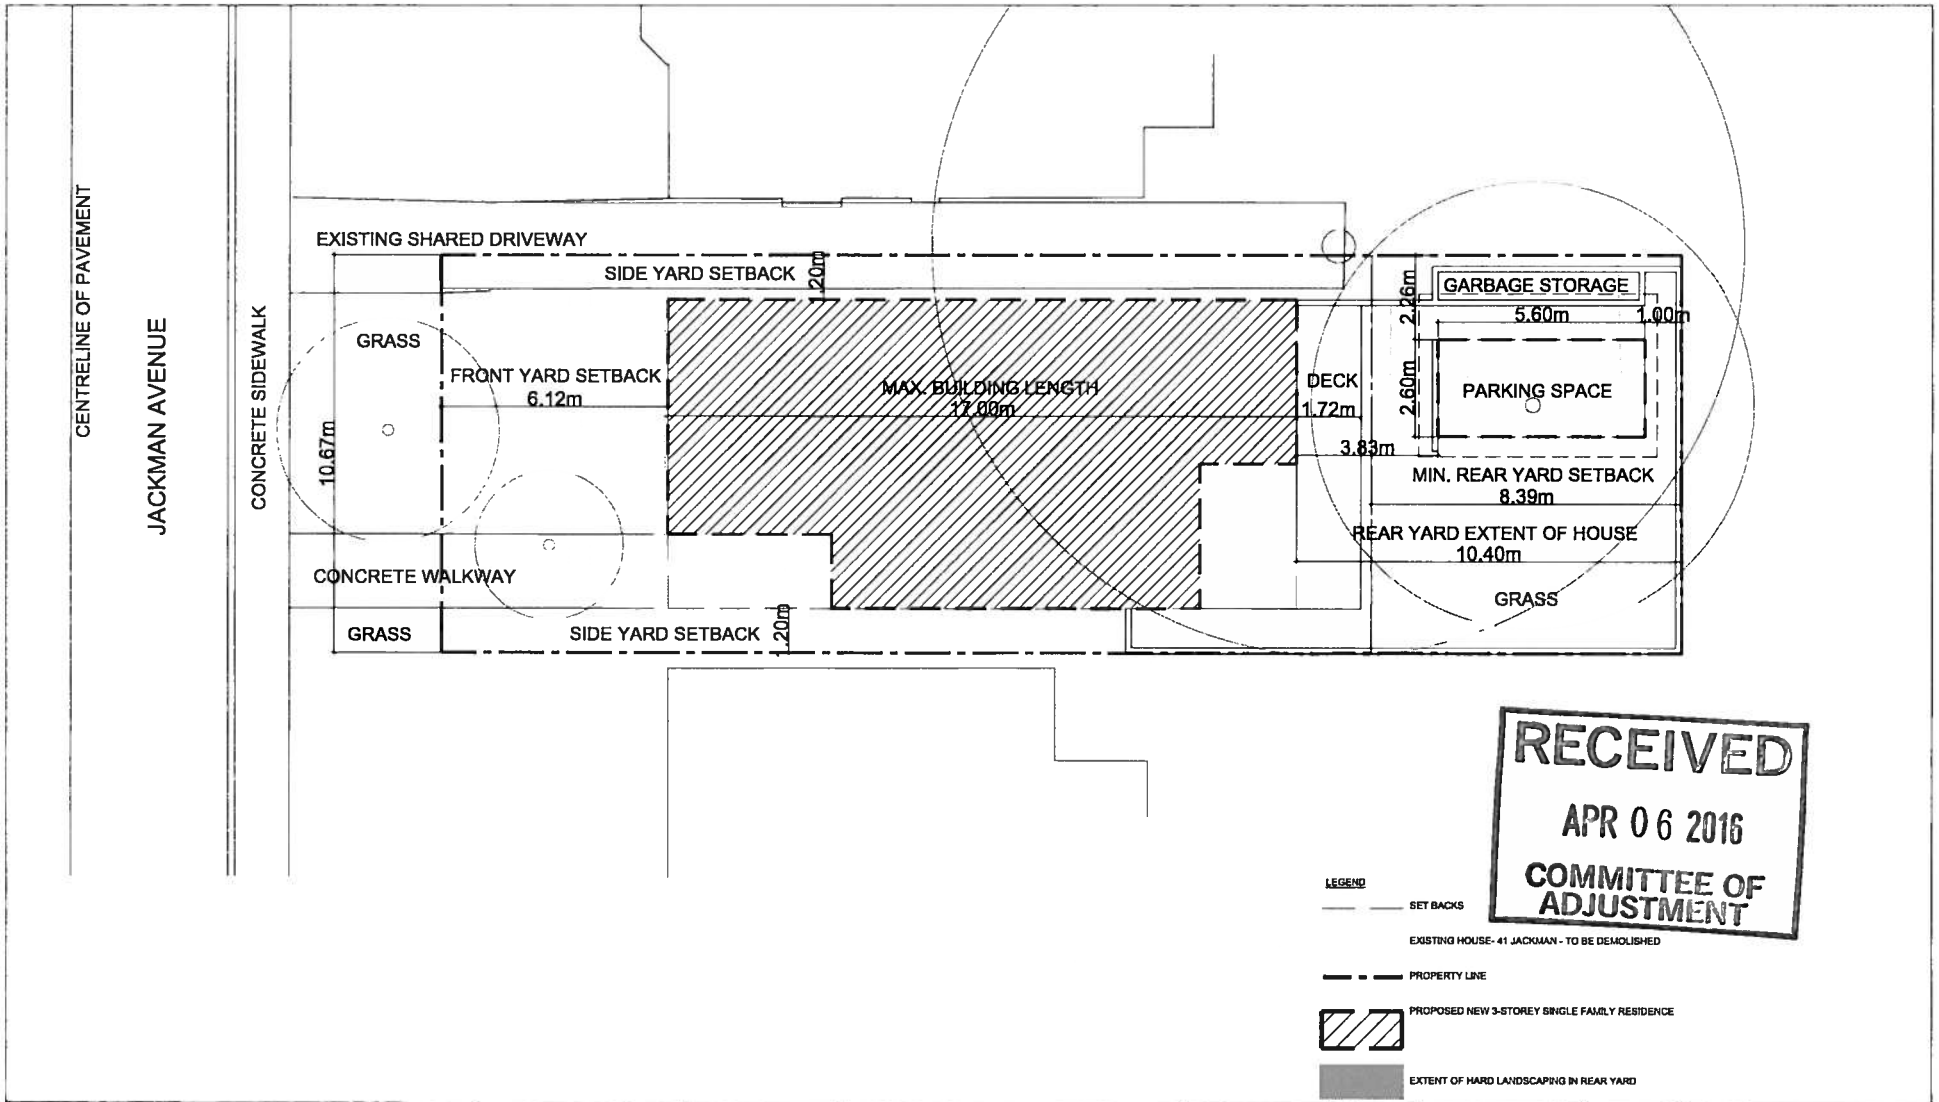 CENTRELINE OF PAVEMENT
JACKMAN AVENUE
CONCRETE SIDEWALK
EXISTING SHARED DRIVEWAY
SIDE YARD SETBACK
.20m
GRASS
FRONT YARD SETBACK
6.12m
10.67m
MAX. BUILDING LENGTH
17.00m
DECK
1.72m
3.83m
2.26m
2.60m
GARBAGE STORAGE
5.60m
1.00m
PARKING SPACE
MIN. REAR YARD SETBACK
8.39m
REAR YARD EXTENT OF HOUSE
10.40m
GRASS
CONCRETE WALKWAY
GRASS
SIDE YARD SETBACK
.20m
RECEIVED
APR 06 2016
COMMITTEE OF
ADJUSTMENT
LEGEND
SET BACKS
EXISTING HOUSE- 41 JACKMAN - TO BE DEMOLISHED
PROPERTY LINE
PROPOSED NEW 3-STOREY SINGLE FAMILY RESIDENCE
EXTENT OF HARD LANDSCAPING IN REAR YARD